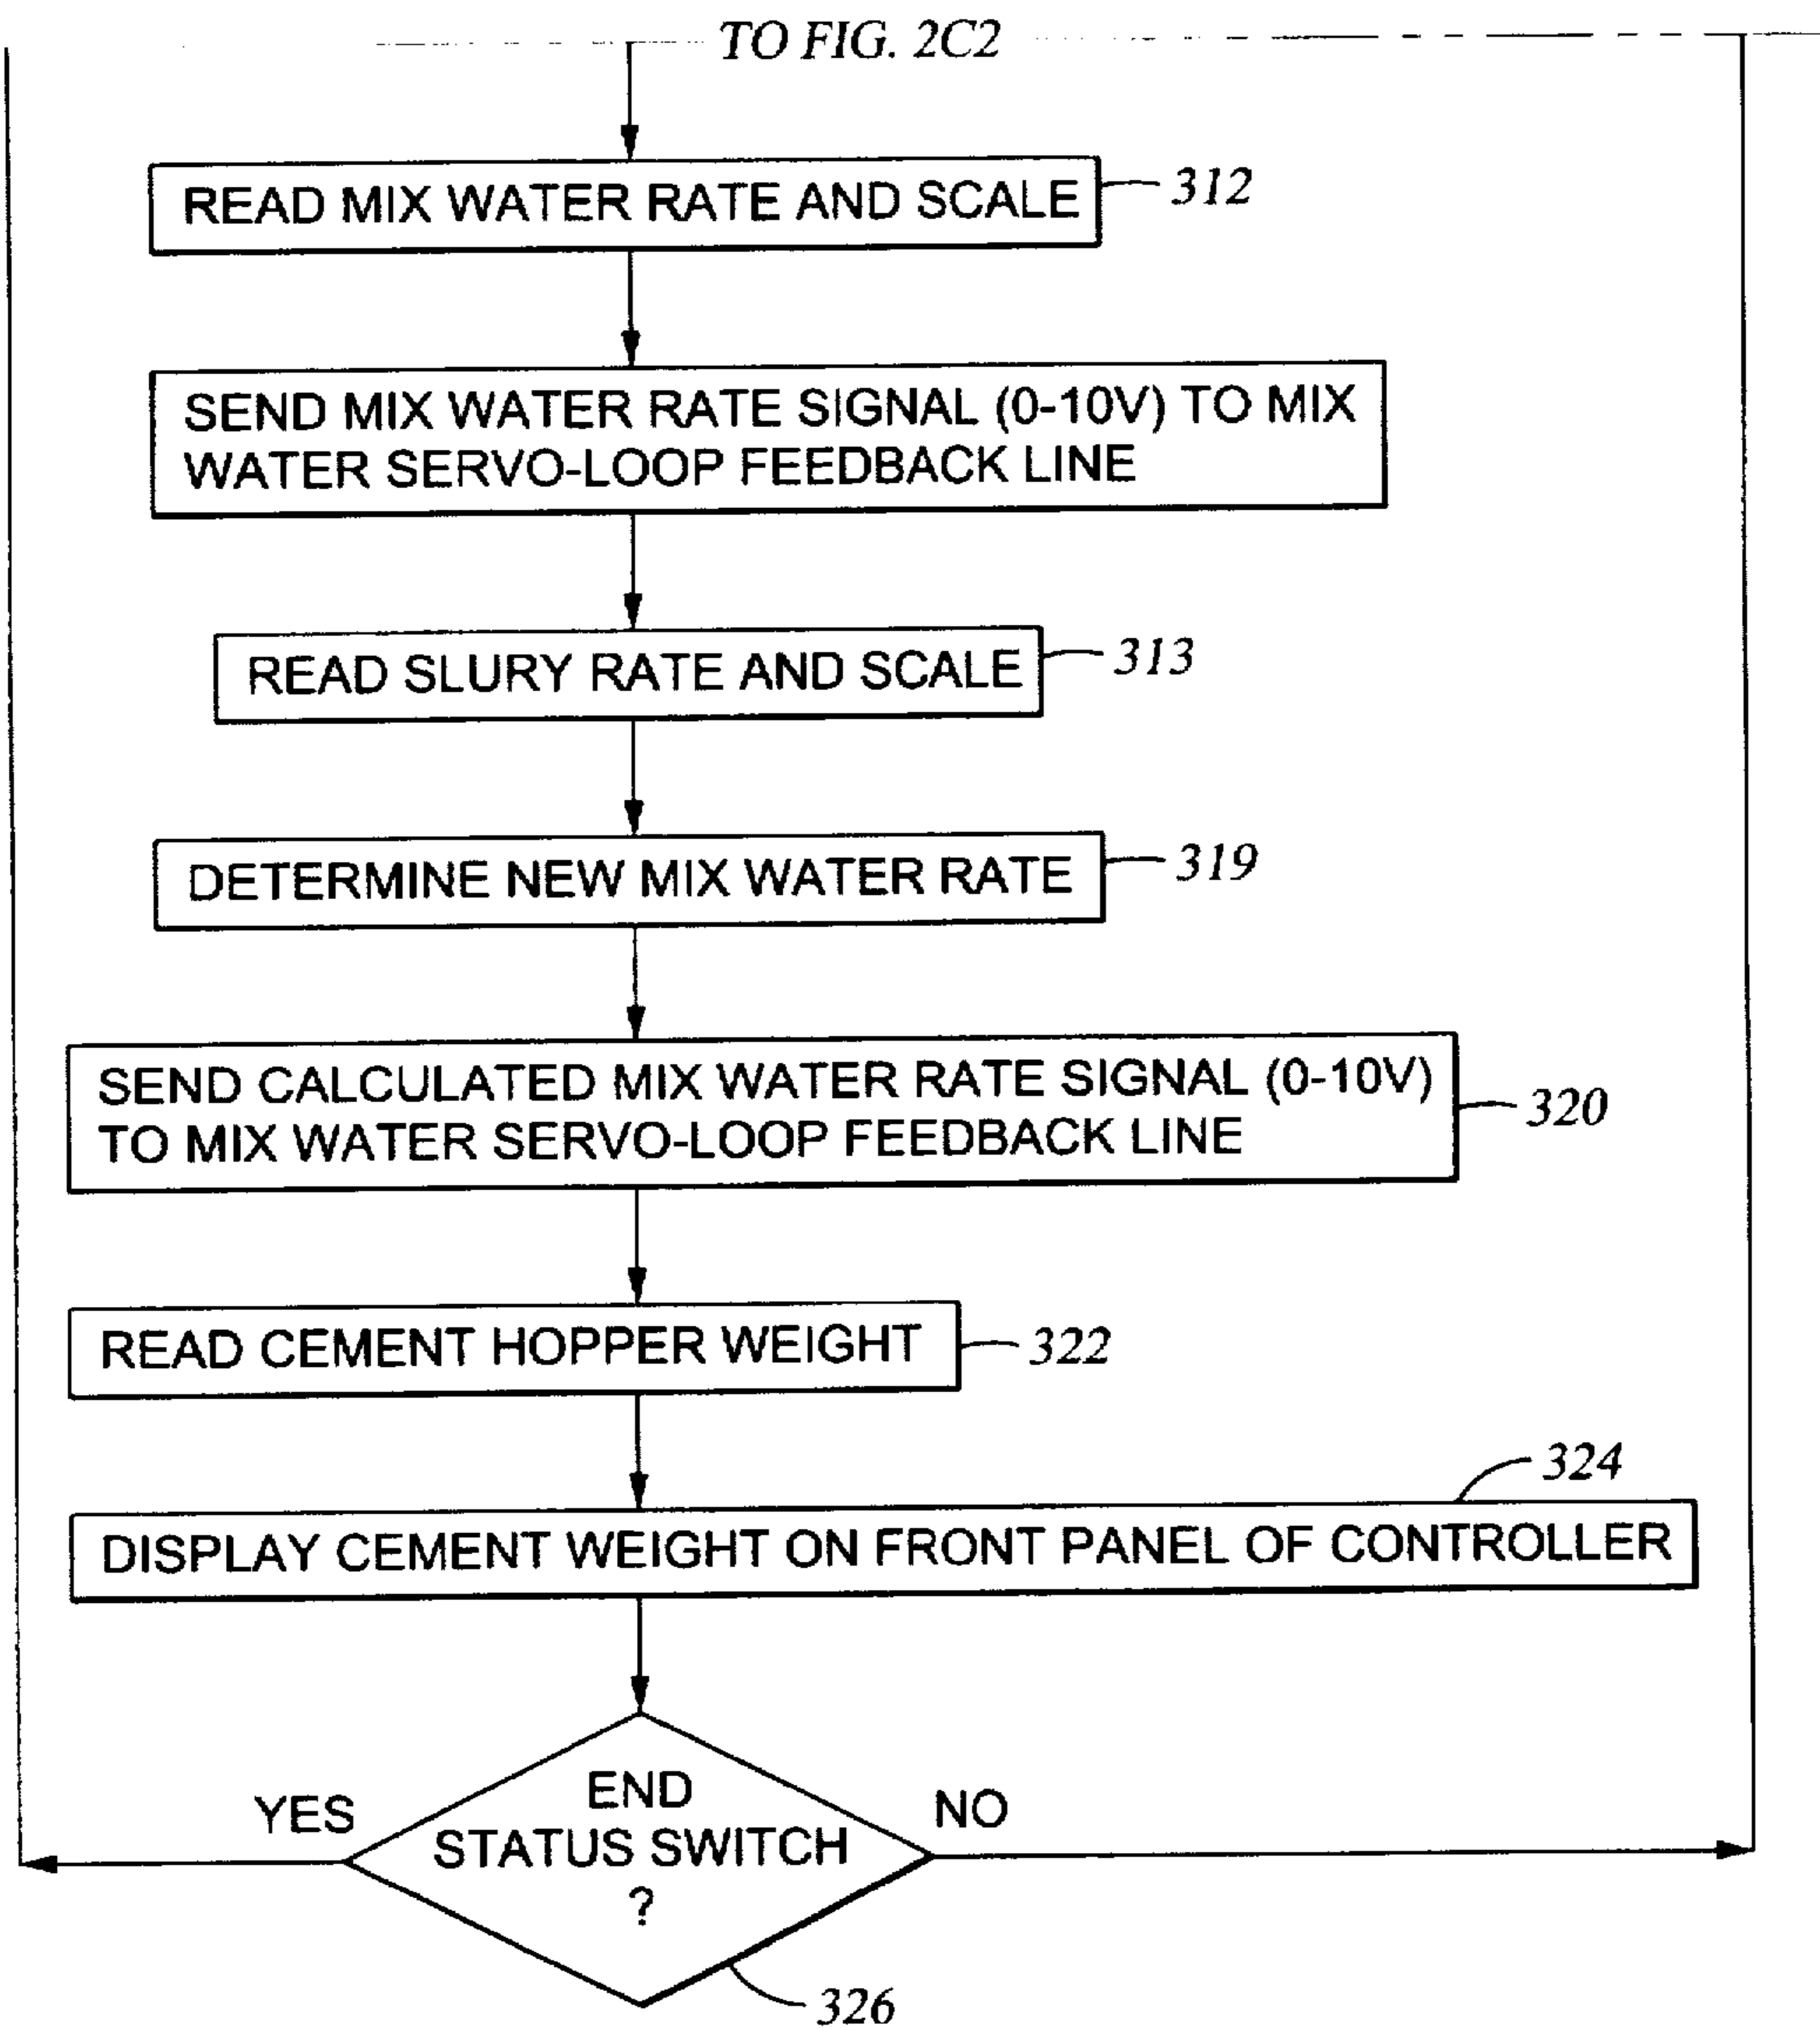 TO FIG. 2C2
READ MIX WATER RATE AND SCALE
312
SEND MIX WATER RATE SIGNAL (0-10V) TO MIX
WATER SERVO-LOOP FEEDBACK LINE
READ SLURY RATE AND SCALE
313
DETERMINE NEW MIX WATER RATE
319
SEND CALCULATED MIX WATER RATE SIGNAL (0-10V)
TO MIX WATER SERVO-LOOP FEEDBACK LINE
320
READ CEMENT HOPPER WEIGHT
322
324
DISPLAY CEMENT WEIGHT ON FRONT PANEL OF CONTROLLER
END
STATUS SWITCH
?
YES
NO
326